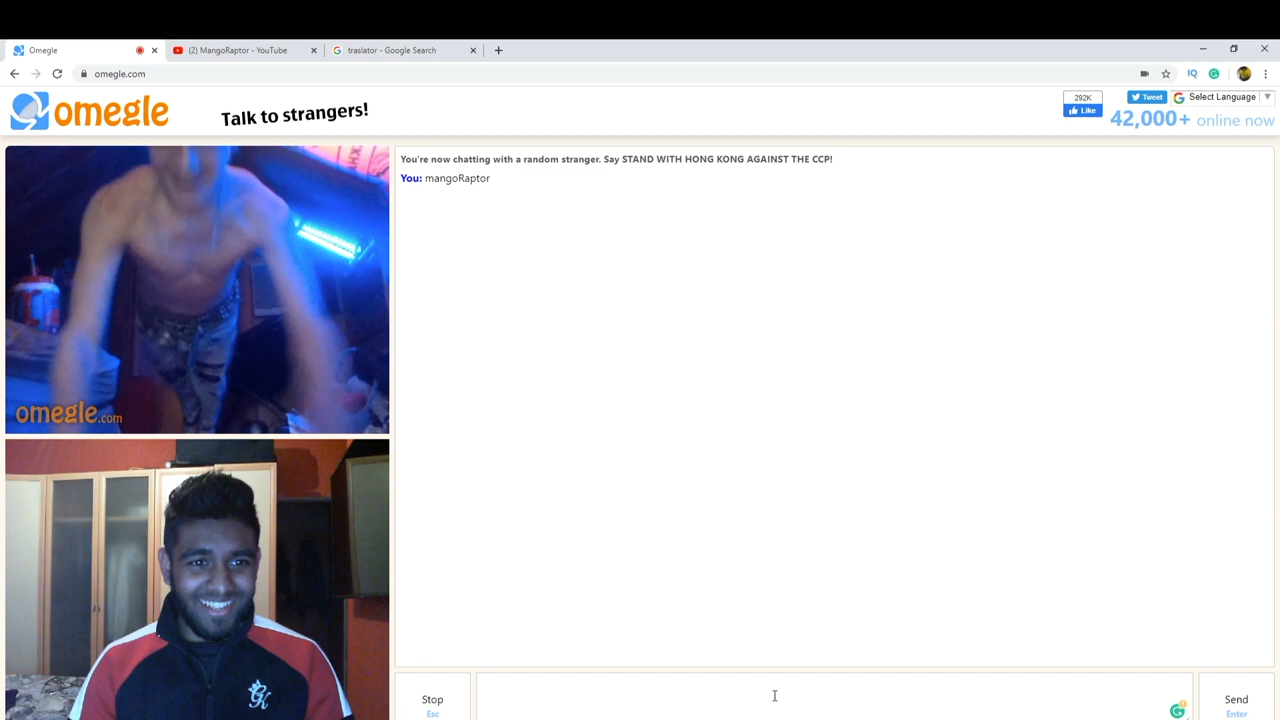 Omegle
(2) MangoRaptor - YouTube
traslator - Google Search
omegle.com
IQ
omegle
Talk to strangers!
292K
Like
Tweet
Select Language
42,000+ online now
You're now chatting with a random stranger. Say STAND WITH HONG KONG AGAINST THE CCP!
You: mangoRaptor
omegle.com
GK
Stop
Esc
Send
Enter